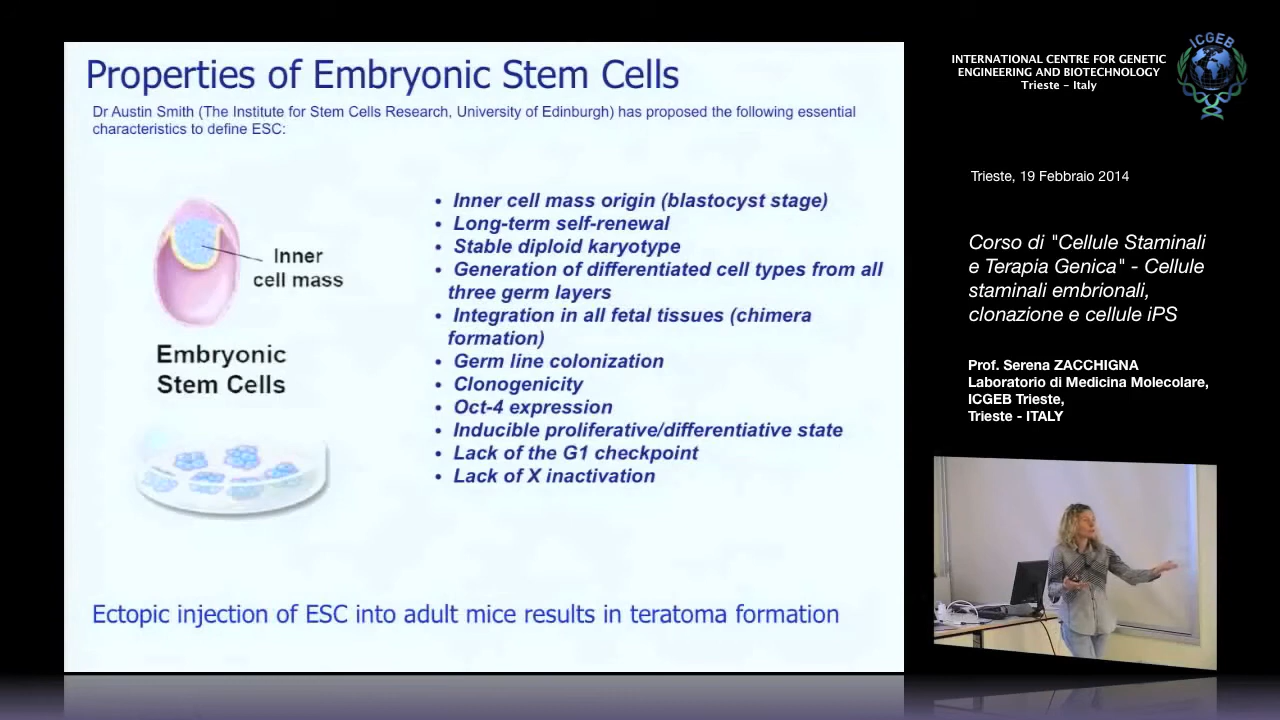 Properties of Embryonic Stem Cells
Dr Austin Smith (The Institute for Stem Cells Research, University of Edinburgh) has proposed the following essential
characteristics to define ESC:
Inner
cell mass
Embryonic
Stem Cells
• Inner cell mass origin (blastocyst stage)
• Long-term self-renewal
• Stable diploid karyotype
• Generation of differentiated cell types from all
three germ layers
• Integration in all fetal tissues (chimera
formation)
• Germ line colonization
• Clonogenicity
• Oct-4 expression
• Inducible proliferative/differentiative state
• Lack of the G1 checkpoint
• Lack of X inactivation
Ectopic injection of ESC into adult mice results in teratoma formation
INTERNATIONAL CENTRE FOR GENETIC
ENGINEERING AND BIOTECHNOLOGY
Trieste - Italy
ICGEB
Trieste, 19 Febbraio 2014
Corso di "Cellule Staminali
e Terapia Genica" - Cellule
staminali embrionali,
clonazione e cellule iPS
Prof. Serena ZACCHIGNA
Laboratorio di Medicina Molecolare,
ICGEB Trieste,
Trieste - ITALY